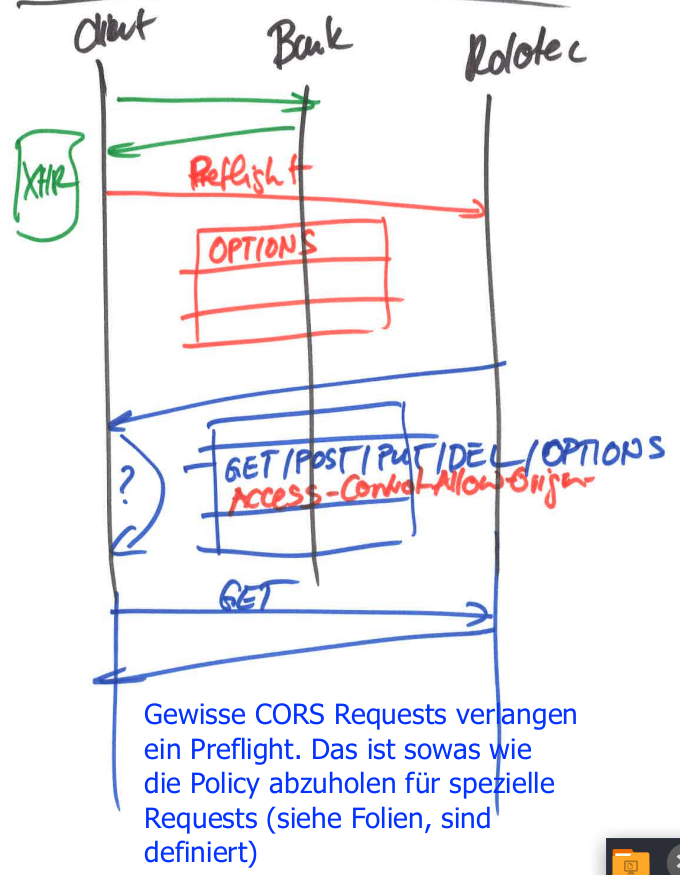 Client Bank Rolotec
XHR
Preflight
OPTIONS
GET/POST/PUT/DEL/OPTIONS
Access-Control-Allow-Origin
?
GET
Gewisse CORS Requests verlangen
ein Preflight. Das ist sowas wie
die Policy abzuholen für spezielle
Requests (siehe Folien, sind
definiert)